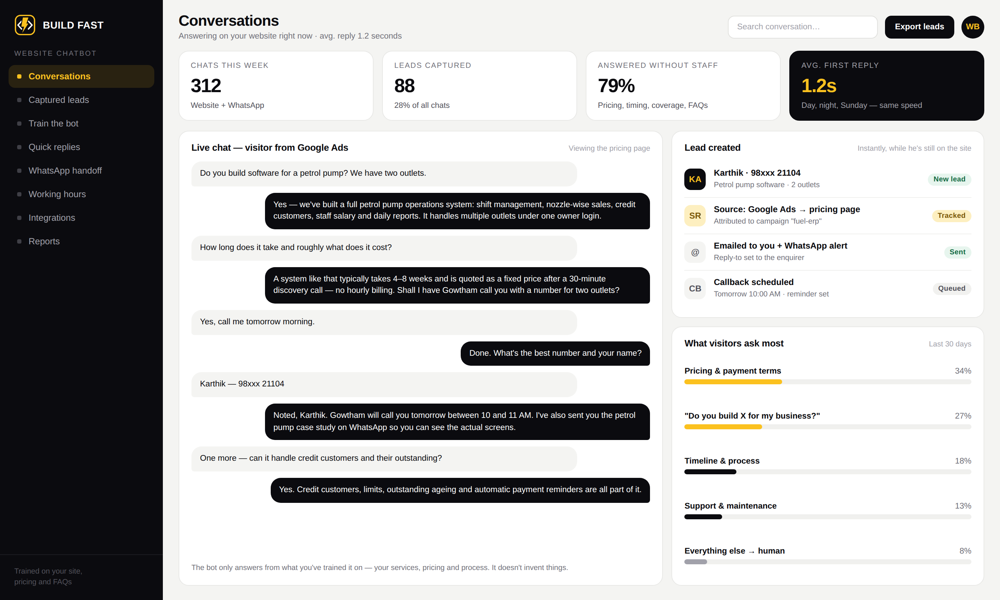 BUILD FAST
WEBSITE CHATBOT
Conversations
Captured leads
Train the bot
Quick replies
WhatsApp handoff
Working hours
Integrations
Reports
Trained on your site,
pricing and FAQs
Conversations
Answering on your website right now · avg. reply 1.2 seconds
Search conversation…
Export leads
WB
CHATS THIS WEEK
312
Website + WhatsApp
LEADS CAPTURED
88
28% of all chats
ANSWERED WITHOUT STAFF
79%
Pricing, timing, coverage, FAQs
AVG. FIRST REPLY
1.2s
Day, night, Sunday — same speed
Live chat — visitor from Google Ads
Viewing the pricing page
Do you build software for a petrol pump? We have two outlets.
Yes — we've built a full petrol pump operations system: shift management, nozzle-wise sales, credit
customers, staff salary and daily reports. It handles multiple outlets under one owner login.
How long does it take and roughly what does it cost?
A system like that typically takes 4–8 weeks and is quoted as a fixed price after a 30-minute
discovery call — no hourly billing. Shall I have Gowtham call you with a number for two outlets?
Yes, call me tomorrow morning.
Done. What's the best number and your name?
Karthik — 98xxx 21104
Noted, Karthik. Gowtham will call you tomorrow between 10 and 11 AM. I've also sent you the petrol
pump case study on WhatsApp so you can see the actual screens.
One more — can it handle credit customers and their outstanding?
Yes. Credit customers, limits, outstanding ageing and automatic payment reminders are all part of it.
The bot only answers from what you've trained it on — your services, pricing and process. It doesn't invent things.
Lead created
Instantly, while he's still on the site
KA
Karthik · 98xxx 21104
Petrol pump software · 2 outlets
New lead
SR
Source: Google Ads → pricing page
Attributed to campaign "fuel-erp"
Tracked
@
Emailed to you + WhatsApp alert
Reply-to set to the enquirer
Sent
CB
Callback scheduled
Tomorrow 10:00 AM · reminder set
Queued
What visitors ask most
Last 30 days
Pricing & payment terms
34%
"Do you build X for my business?"
27%
Timeline & process
18%
Support & maintenance
13%
Everything else → human
8%